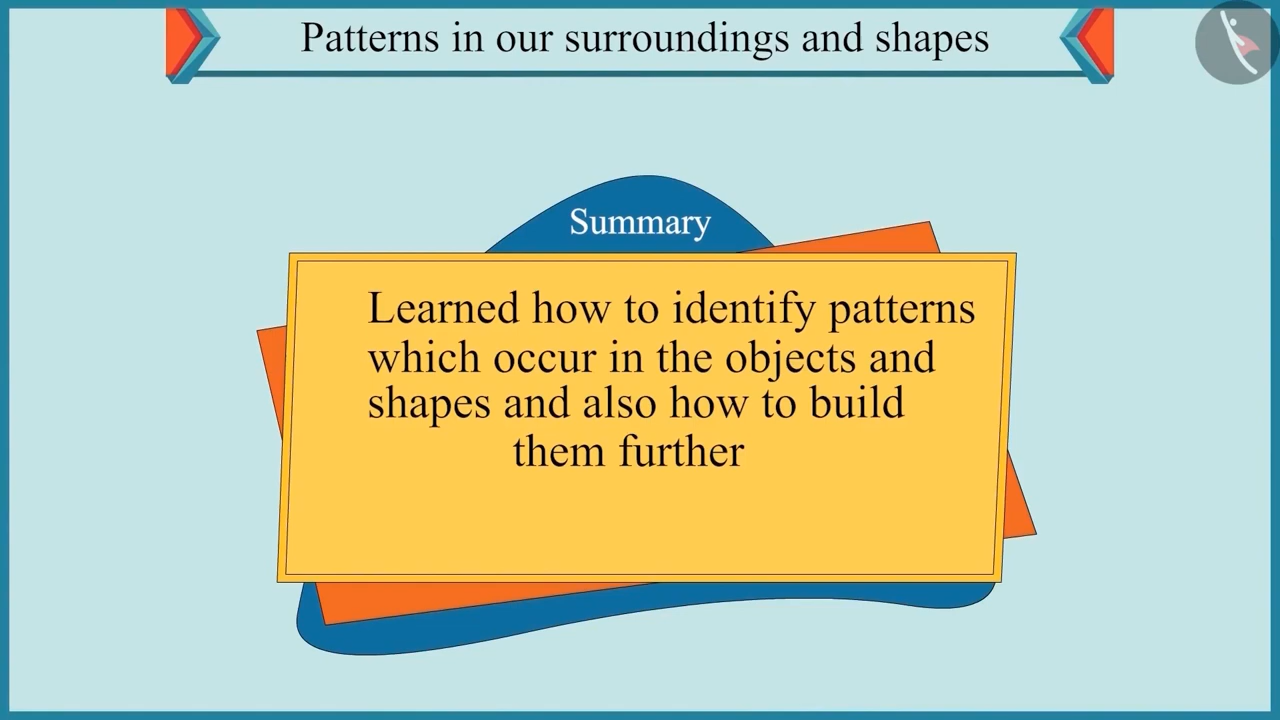 Patterns in our surroundings and shapes
Summary
Learned how to identify patterns
which occur in the objects and
shapes and also how to build
them further